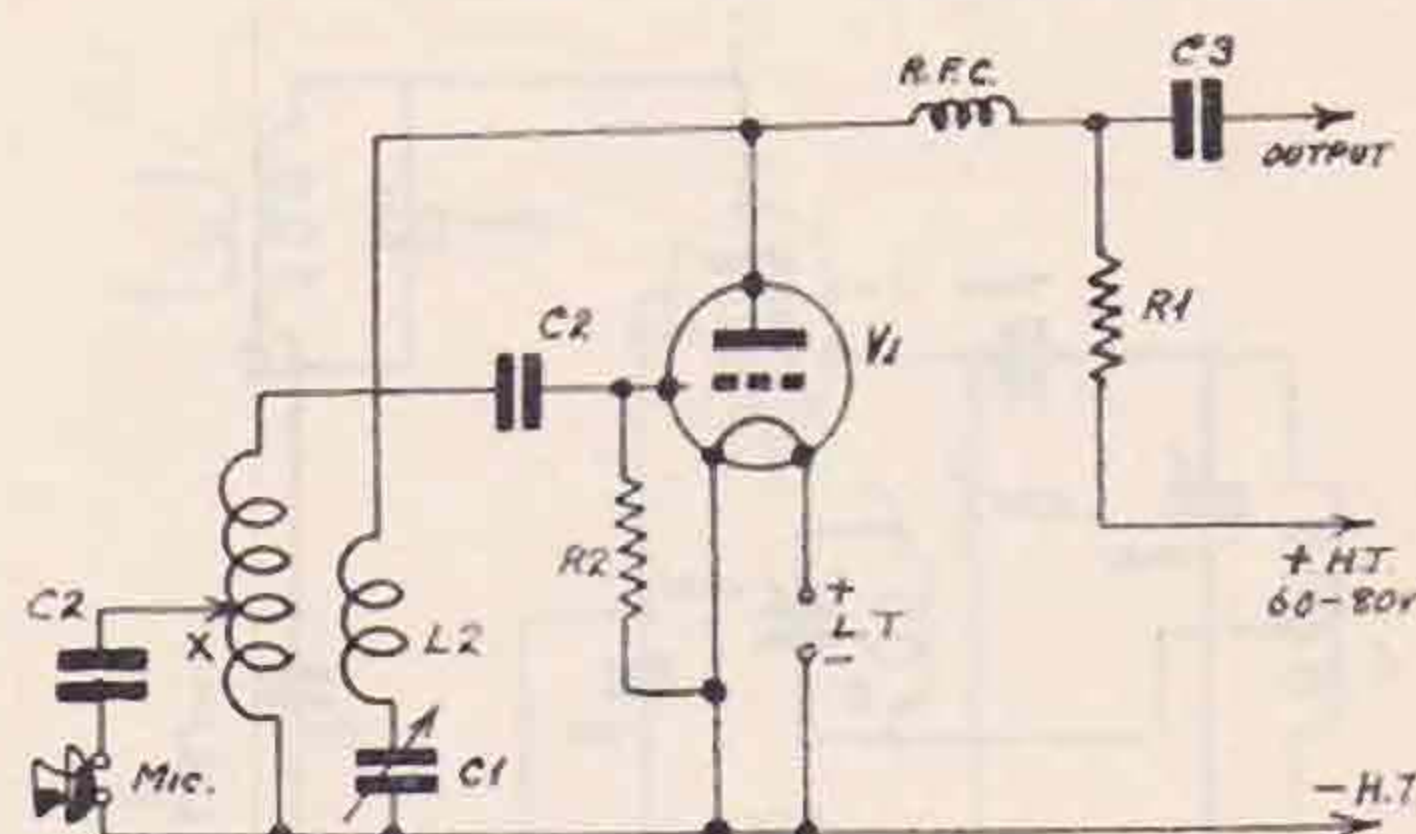 R.F.C.
C3
OUTPUT
R1
C2
V1
R2
+ H.T.
60-80V
+
L.T
-
C2
X
L2
Mic.
C1
- H.T